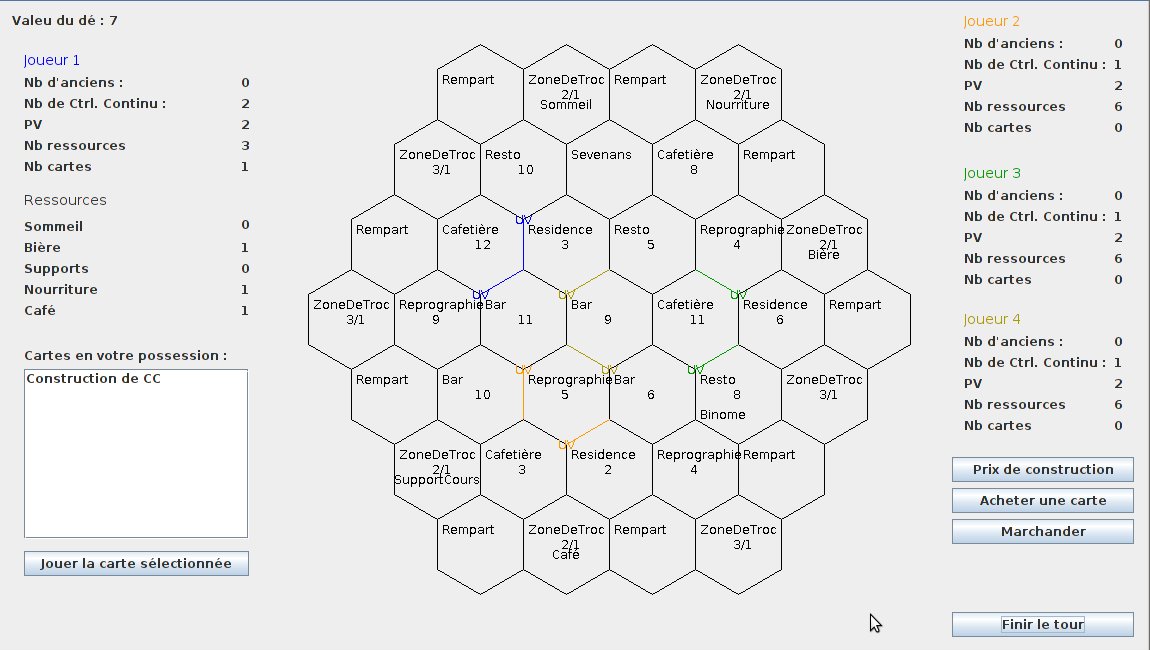 Valeu du dé : 7
Joueur 1
Nb d'anciens : 0
Nb de Ctrl. Continu : 2
PV 2
Nb ressources 3
Nb cartes 1
Ressources
Sommeil 0
Bière 1
Supports 0
Nourriture 1
Café 1
Cartes en votre possession :
Construction de CC
Jouer la carte sélectionnée
Rempart ZoneDeTroc Rempart ZoneDeTroc
2/1 2/1
Sommeil Nourriture
ZoneDeTroc Resto Sevenans Cafetière Rempart
3/1 10 8
UV
Rempart Cafetière Residence Resto Reprographie ZoneDeTroc
12 3 5 4 2/1
Bière
UV UV UV
ZoneDeTroc Reprographie Bar Bar Cafetière Residence Rempart
3/1 9 11 9 11 6
UV UV UV
Rempart Bar Reprographie Bar Resto ZoneDeTroc
10 5 6 8 3/1
Binome
UV
ZoneDeTroc Cafetière Residence Reprographie Rempart
2/1 3 2 4
SupportCours
Rempart ZoneDeTroc Rempart ZoneDeTroc
2/1 3/1
Café
Joueur 2
Nb d'anciens : 0
Nb de Ctrl. Continu : 1
PV 2
Nb ressources 6
Nb cartes 0
Joueur 3
Nb d'anciens : 0
Nb de Ctrl. Continu : 1
PV 2
Nb ressources 6
Nb cartes 0
Joueur 4
Nb d'anciens : 0
Nb de Ctrl. Continu : 1
PV 2
Nb ressources 6
Nb cartes 0
Prix de construction
Acheter une carte
Marchander
Finir le tour